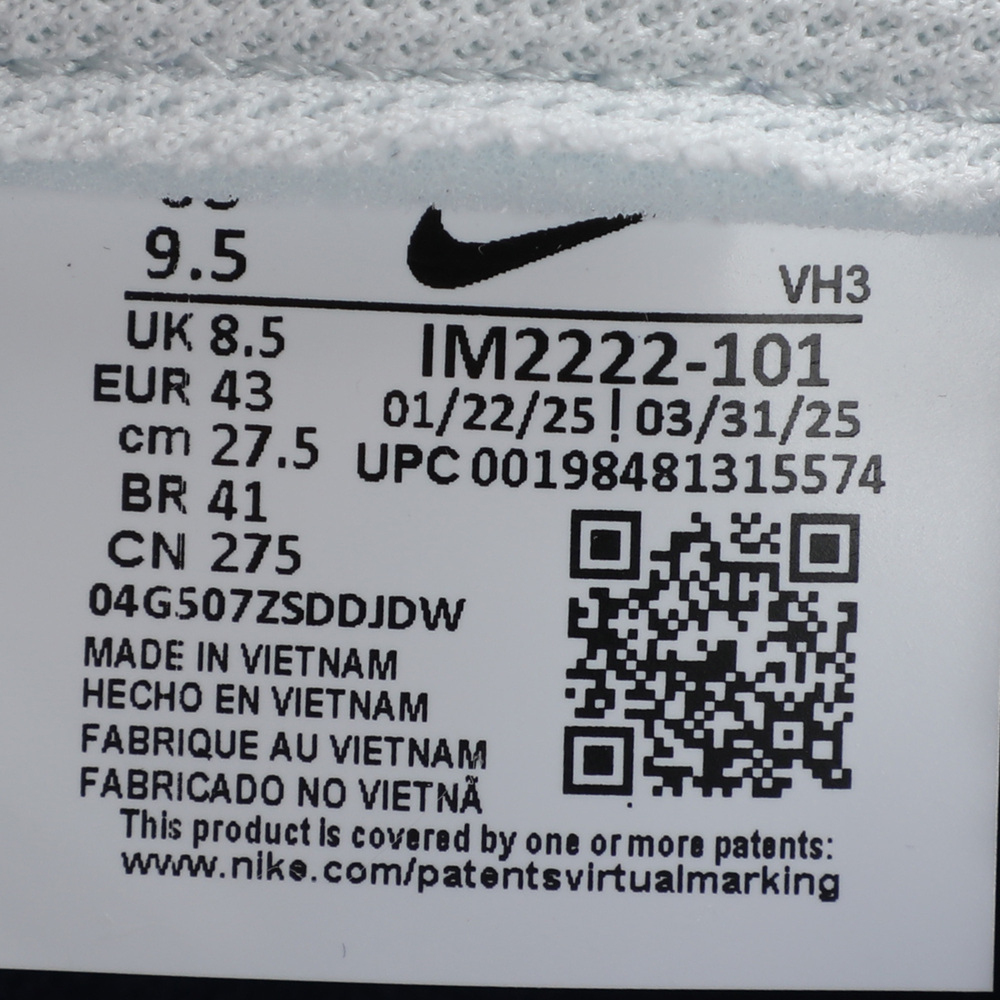 9.5
VH3
UK 8.5
IM2222-101
EUR 43
01/22/25 | 03/31/25
cm 27.5
UPC 00198481315574
BR 41
CN 275
04G507ZSDDJDW
MADE IN VIETNAM
HECHO EN VIETNAM
FABRIQUE AU VIETNAM
FABRICADO NO VIETNÃ
This product is covered by one or more patents:
www.nike.com/patentsvirtualmarking